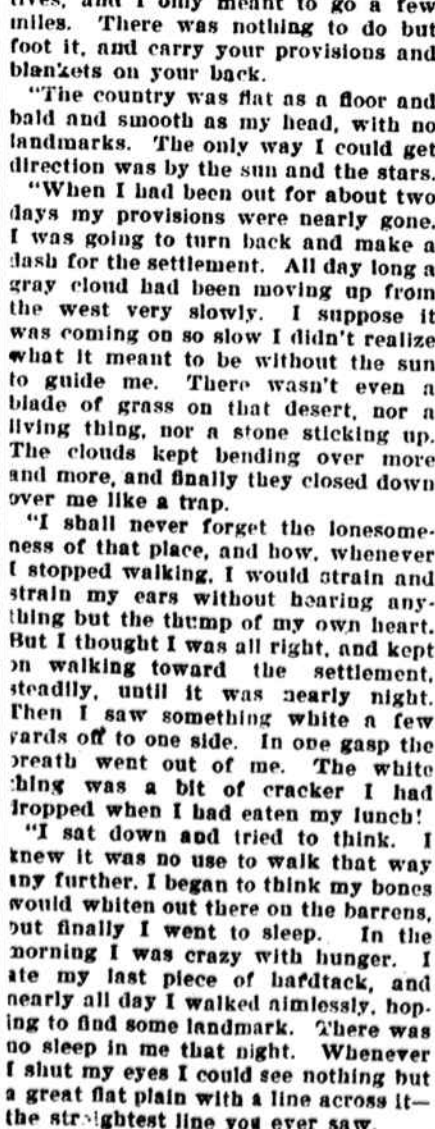 tives, and I only meant to go a few
miles. There was nothing to do but
foot it, and carry your provisions and
blankets on your back.
"The country was flat as a floor and
bald and smooth as my head, with no
landmarks. The only way I could get
direction was by the sun and the stars.
"When I had been out for about two
days my provisions were nearly gone.
I was going to turn back and make a
dash for the settlement. All day long a
gray cloud had been moving up from
the west very slowly. I suppose it
was coming on so slow I didn't realize
what it meant to be without the sun
to guide me. There wasn't even a
blade of grass on that desert, nor a
living thing, nor a stone sticking up.
The clouds kept bending over more
and more, and finally they closed down
over me like a trap.
"I shall never forget the lonesome-
ness of that place, and how, whenever
I stopped walking, I would strain and
strain my ears without hearing any-
thing but the thump of my own heart.
But I thought I was all right, and kept
on walking toward the settlement,
steadily, until it was nearly night.
Then I saw something white a few
yards off to one side. In one gasp the
breath went out of me. The white
thing was a bit of cracker I had
dropped when I had eaten my lunch!
"I sat down and tried to think. I
knew it was no use to walk that way
any further. I began to think my bones
would whiten out there on the barrens,
but finally I went to sleep. In the
morning I was crazy with hunger. I
ate my last piece of hardtack, and
nearly all day I walked aimlessly, hop-
ing to find some landmark. There was
no sleep in me that night. Whenever
I shut my eyes I could see nothing but
a great flat plain with a line across it—
the straightest line you ever saw.